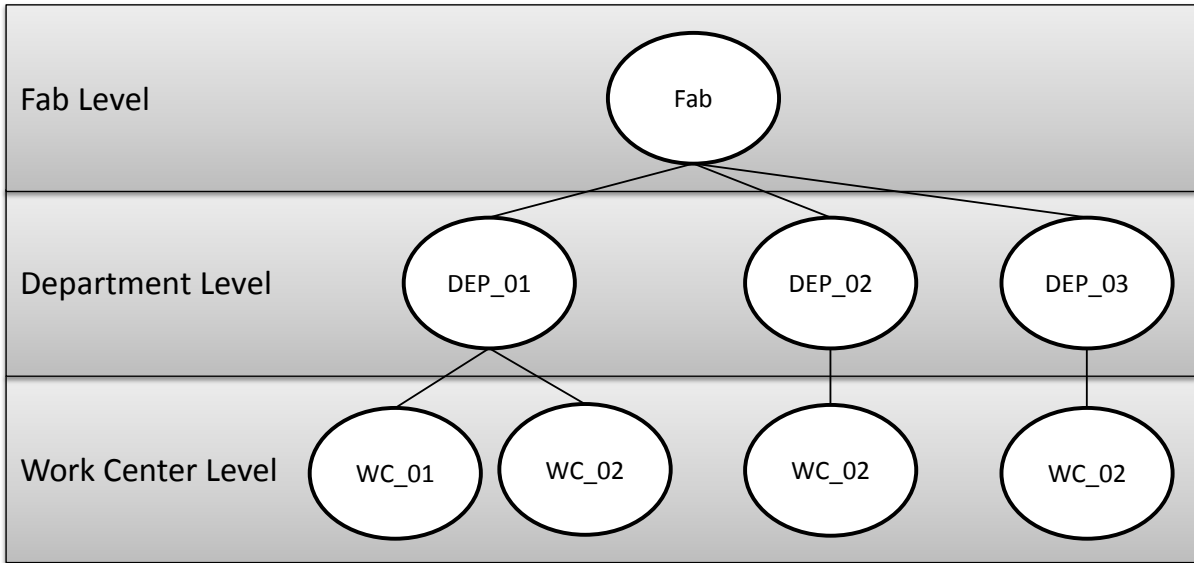 Fab Level
Fab
Department Level
DEP_01
DEP_02
DEP_03
Work Center Level
WC_01
WC_02
WC_02
WC_02